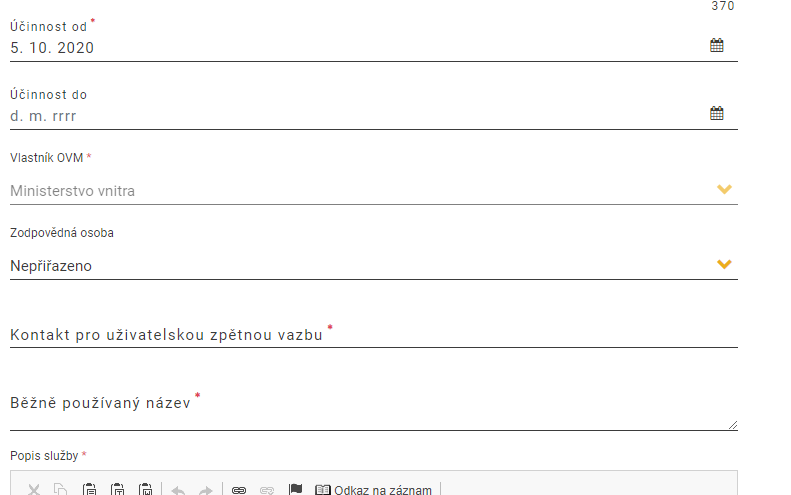 370
Účinnost od *
5. 10. 2020
Účinnost do
d. m. rrrr
Vlastník OVM *
Ministerstvo vnitra
Zodpovědná osoba
Nepřiřazeno
Kontakt pro uživatelskou zpětnou vazbu *
Běžně používaný název *
Popis služby *
Odkaz na záznam